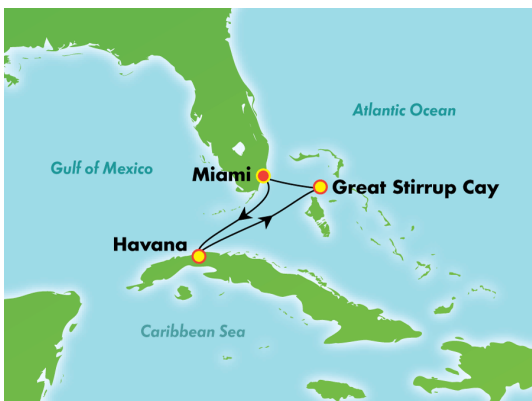 Atlantic Ocean
Gulf of Mexico
Miami
Great Stirrup Cay
Havana
Caribbean Sea